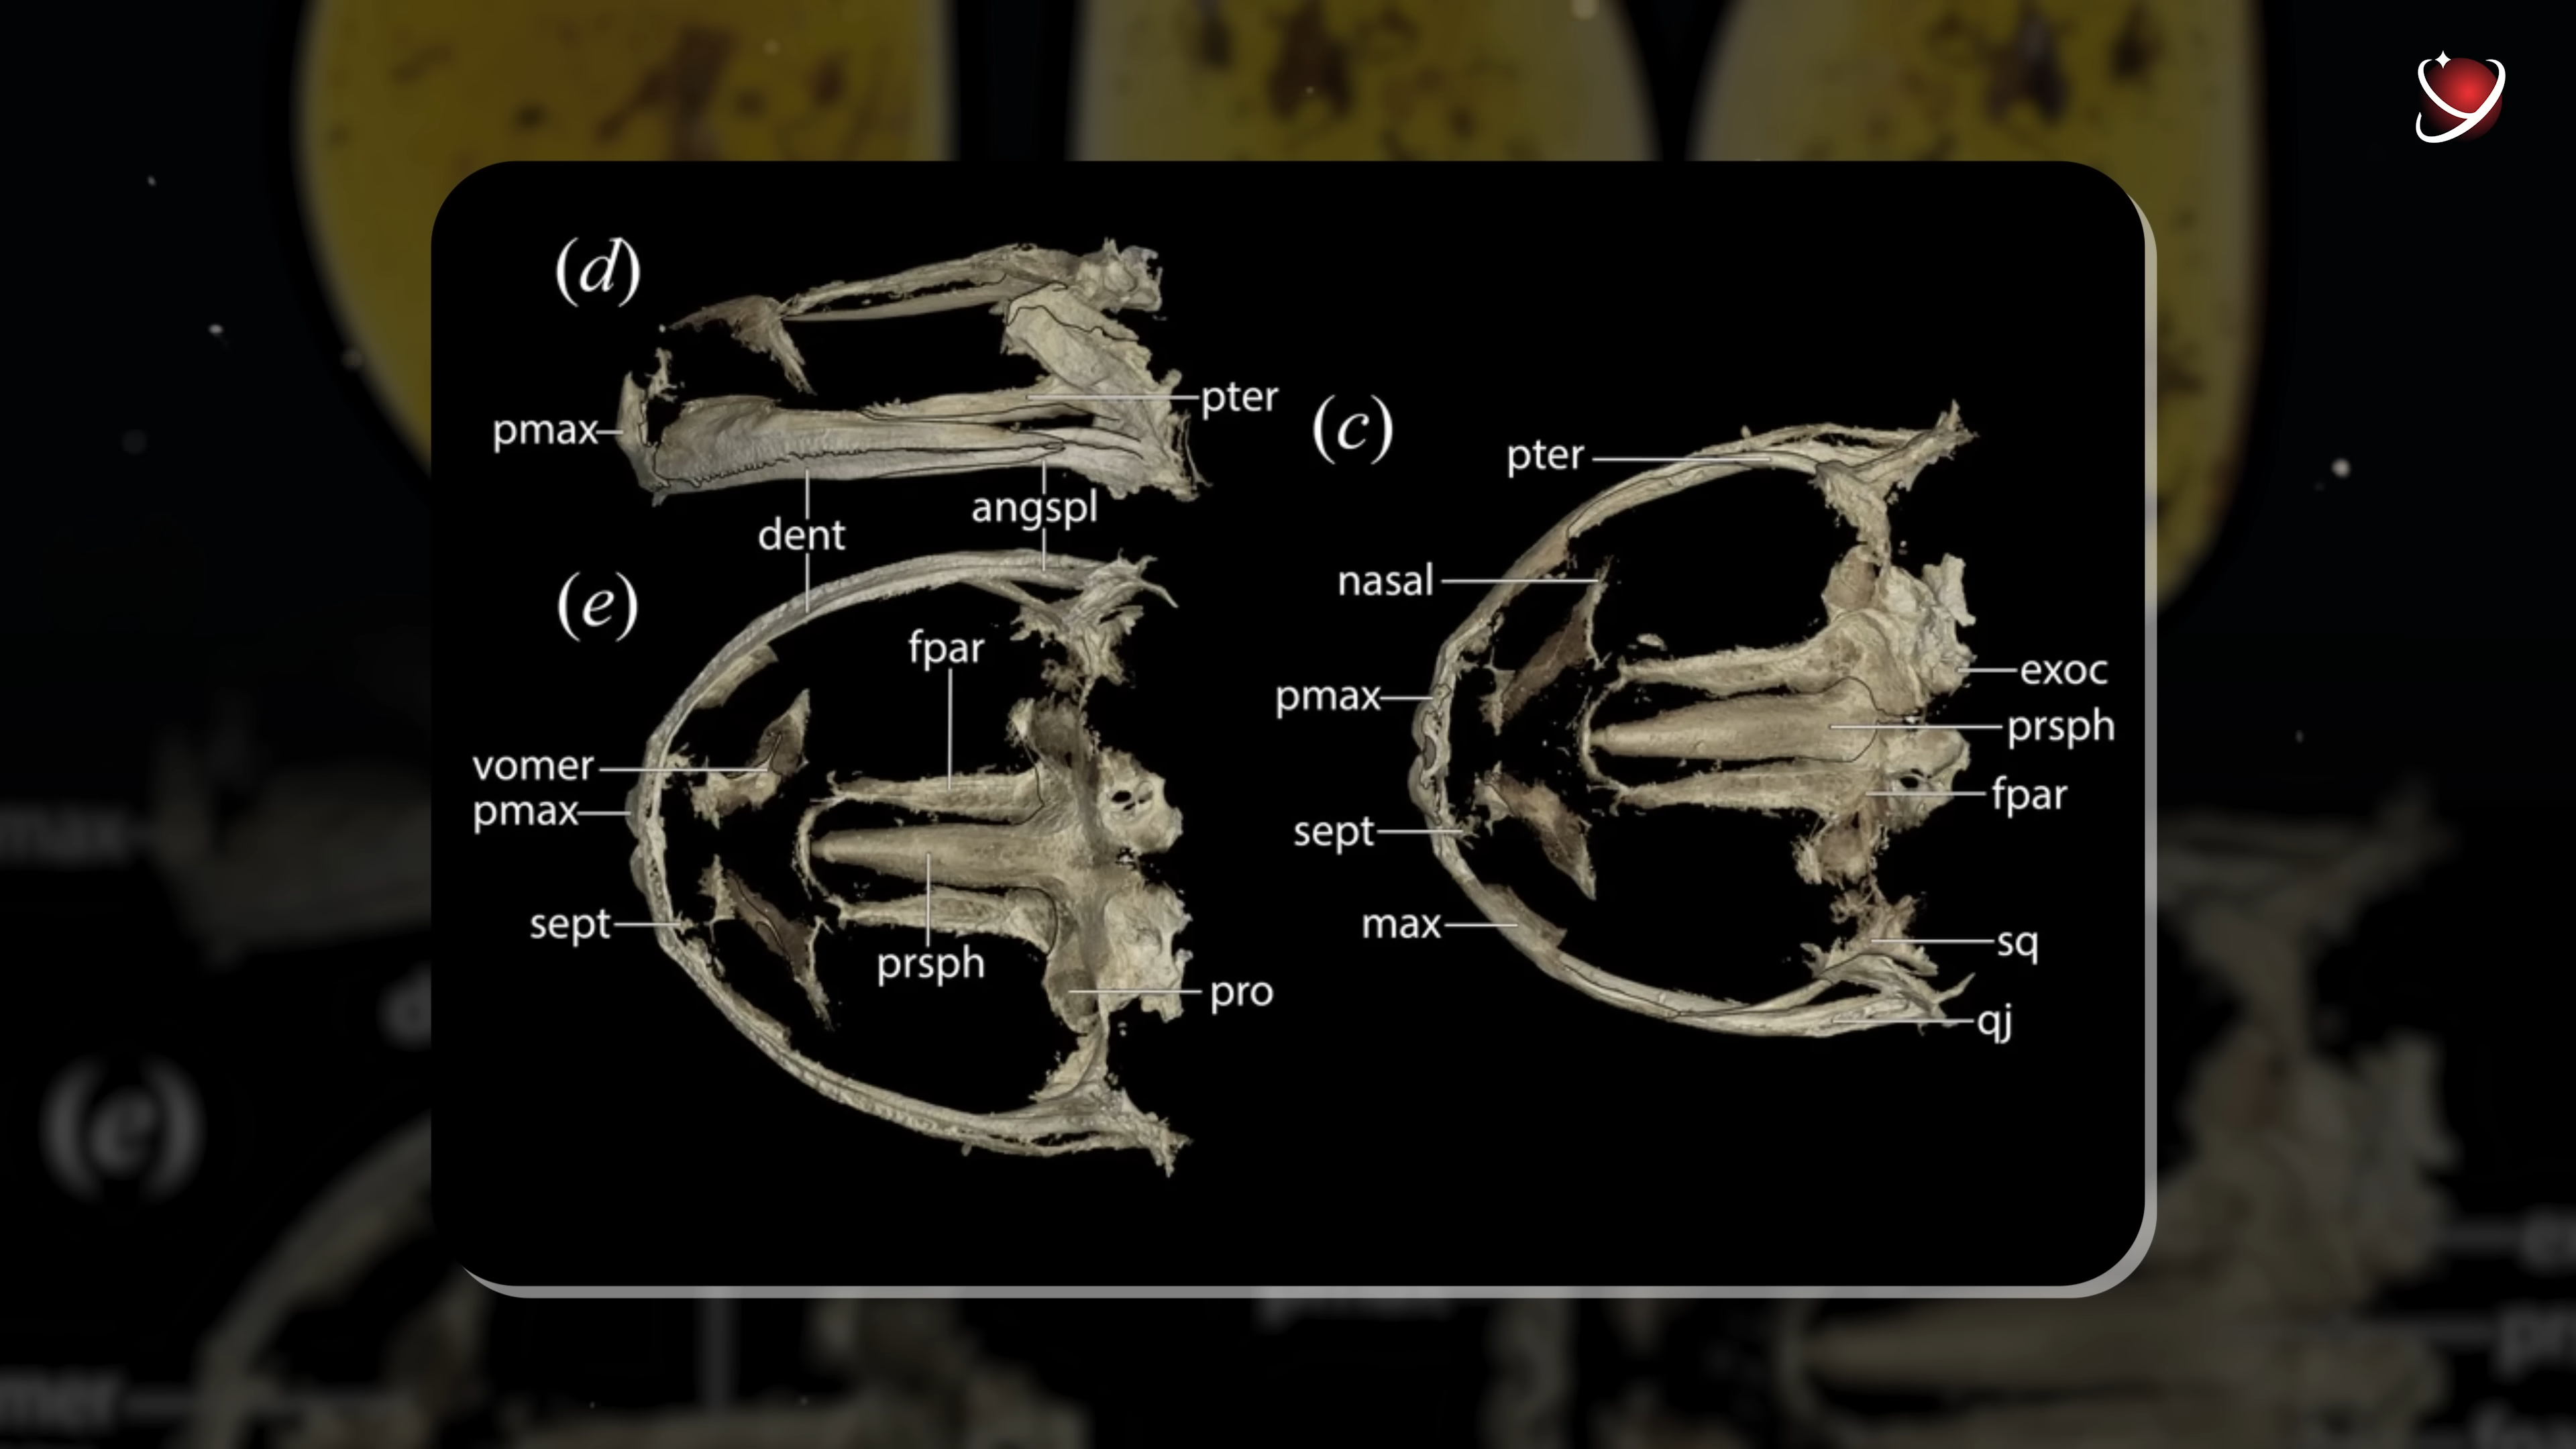 (d)
pmax
pter
dent
angspl
(e)
fpar
vomer
pmax
sept
prsph
pro
(c)
pter
nasal
pmax
exoc
prsph
fpar
sept
max
sq
qj
(e)